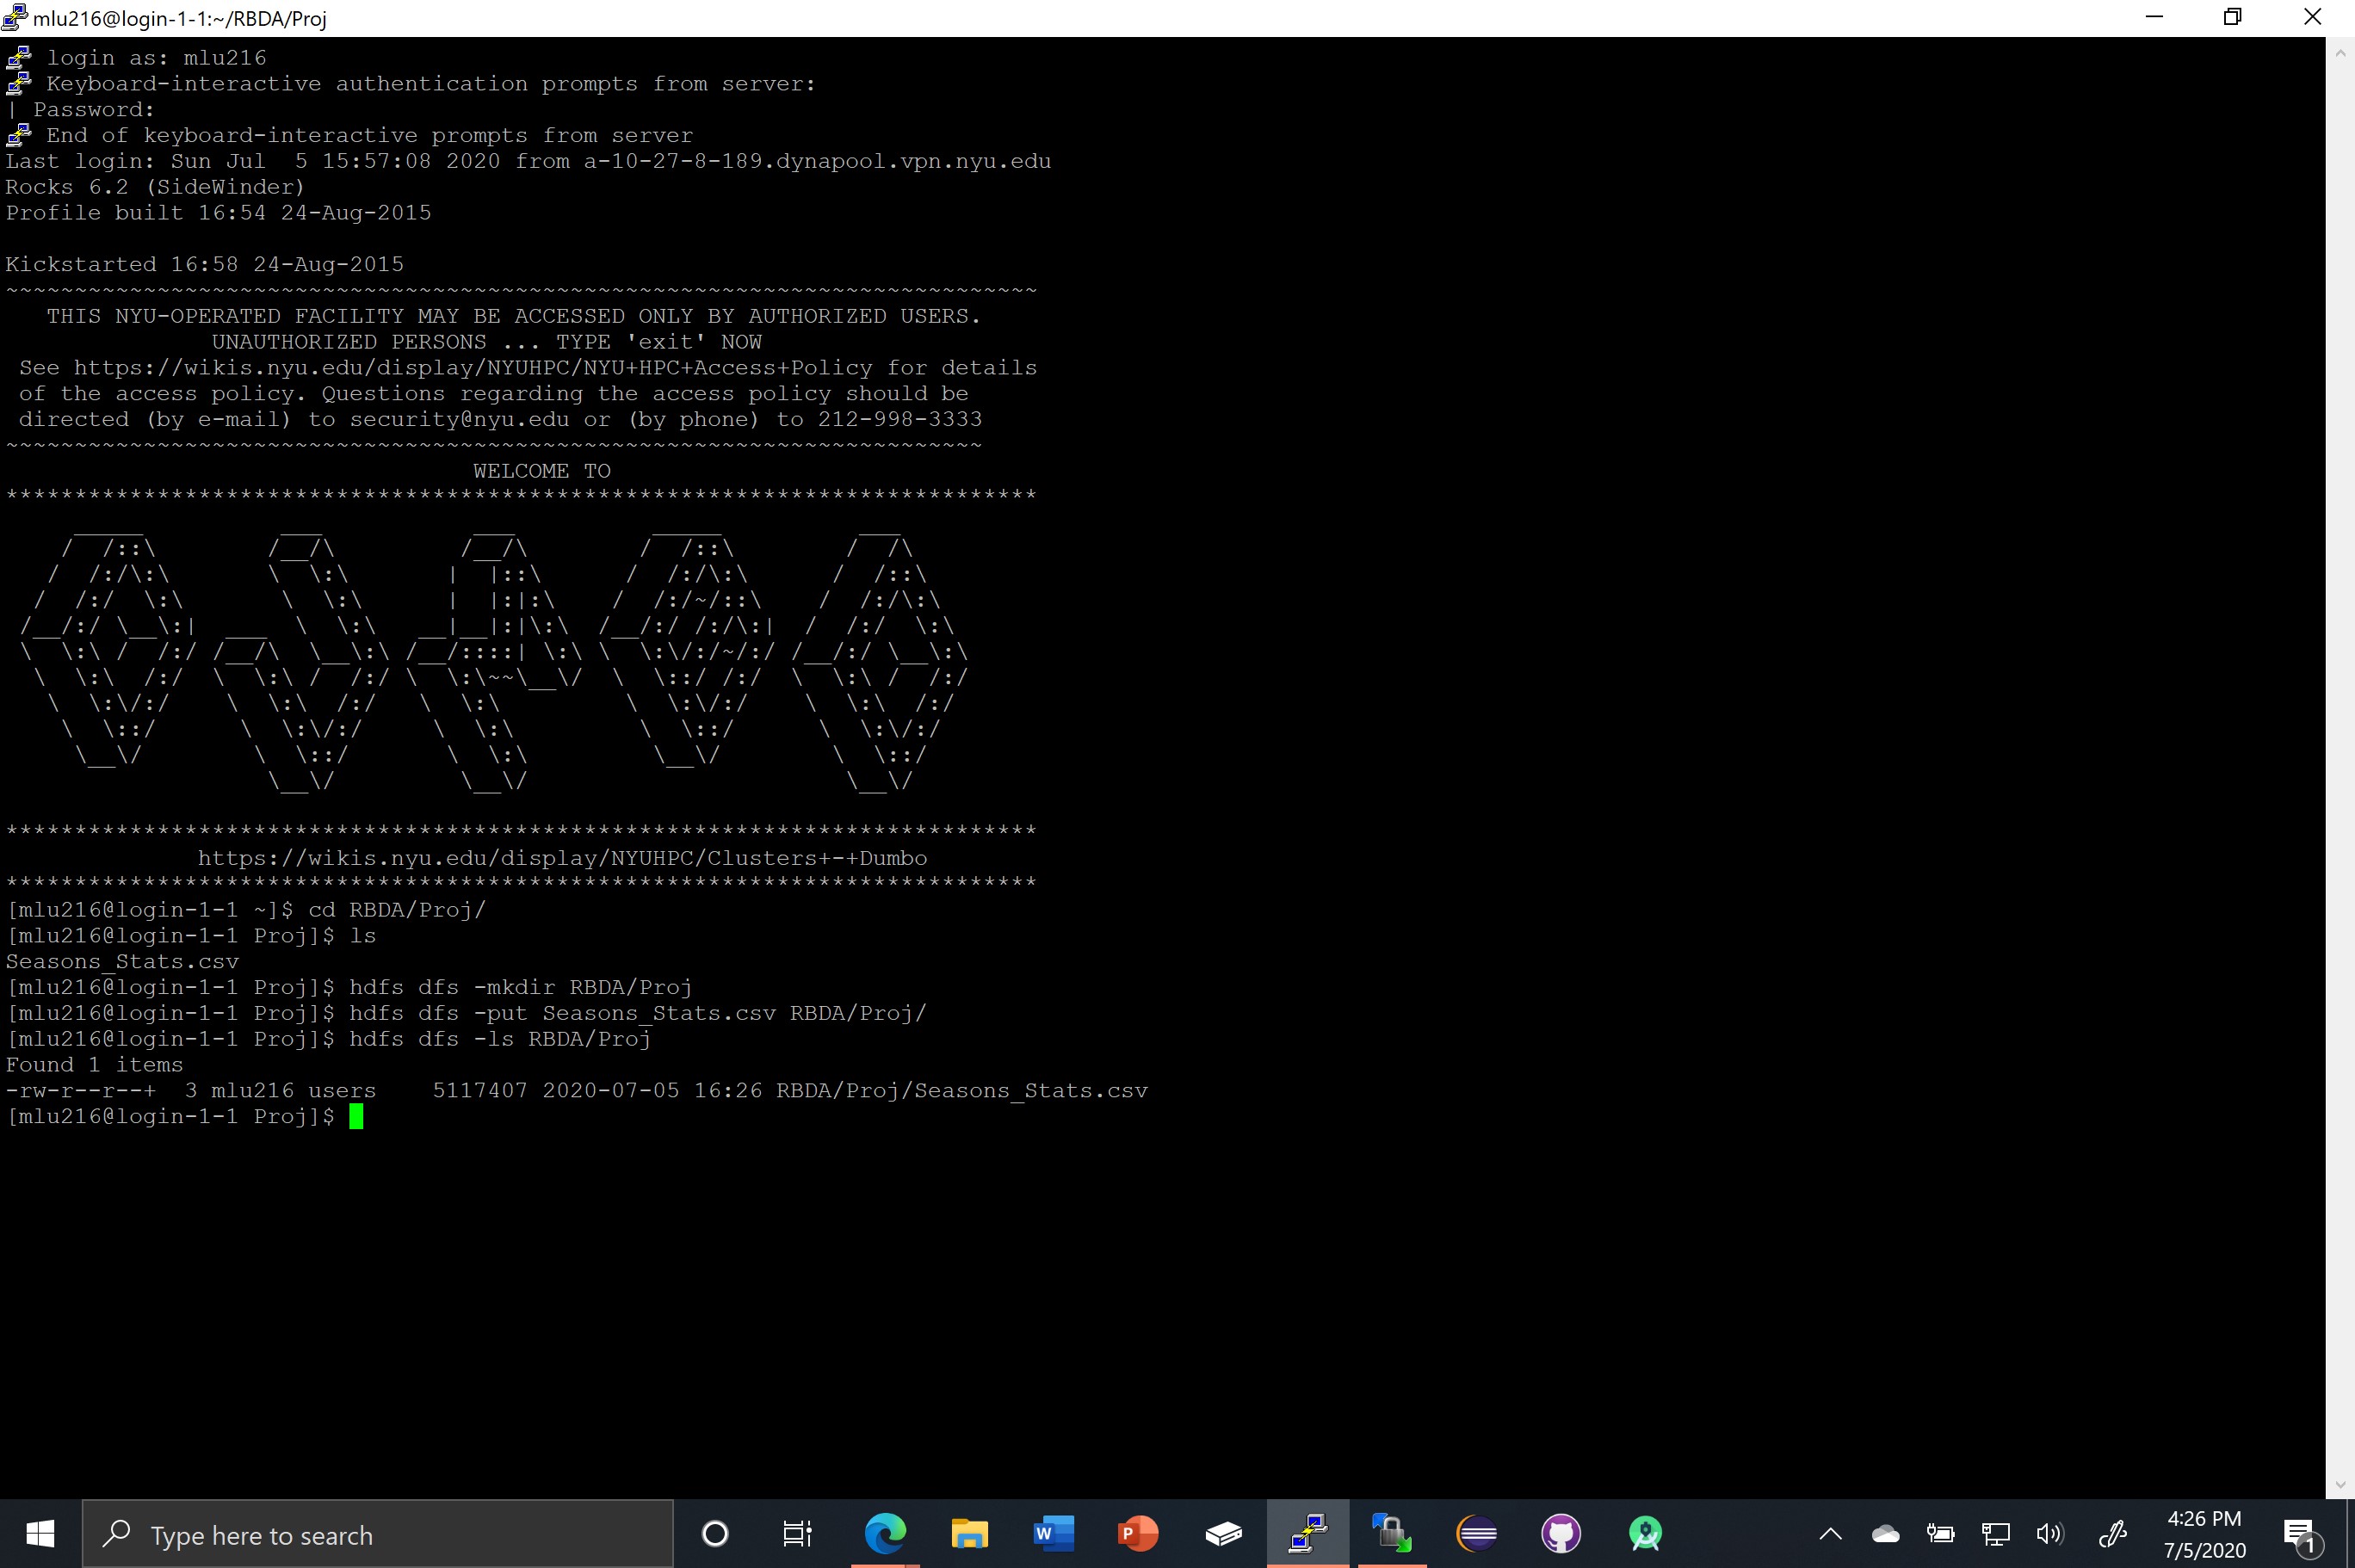 mlu216@login-1-1:~/RBDA/Proj
login as: mlu216
Keyboard-interactive authentication prompts from server:
| Password:
End of keyboard-interactive prompts from server
Last login: Sun Jul  5 15:57:08 2020 from a-10-27-8-189.dynapool.vpn.nyu.edu
Rocks 6.2 (SideWinder)
Profile built 16:54 24-Aug-2015
Kickstarted 16:58 24-Aug-2015
THIS NYU-OPERATED FACILITY MAY BE ACCESSED ONLY BY AUTHORIZED USERS.
UNAUTHORIZED PERSONS ... TYPE 'exit' NOW
See https://wikis.nyu.edu/display/NYUHPC/NYU+HPC+Access+Policy for details
of the access policy. Questions regarding the access policy should be
directed (by e-mail) to security@nyu.edu or (by phone) to 212-998-3333
WELCOME TO
https://wikis.nyu.edu/display/NYUHPC/Clusters+-+Dumbo
[mlu216@login-1-1 ~]$ cd RBDA/Proj/
[mlu216@login-1-1 Proj]$ ls
Seasons_Stats.csv
[mlu216@login-1-1 Proj]$ hdfs dfs -mkdir RBDA/Proj
[mlu216@login-1-1 Proj]$ hdfs dfs -put Seasons_Stats.csv RBDA/Proj/
[mlu216@login-1-1 Proj]$ hdfs dfs -ls RBDA/Proj
Found 1 items
-rw-r--r--+  3 mlu216 users    5117407 2020-07-05 16:26 RBDA/Proj/Seasons_Stats.csv
[mlu216@login-1-1 Proj]$
Type here to search
W
P
4:26 PM
7/5/2020
1